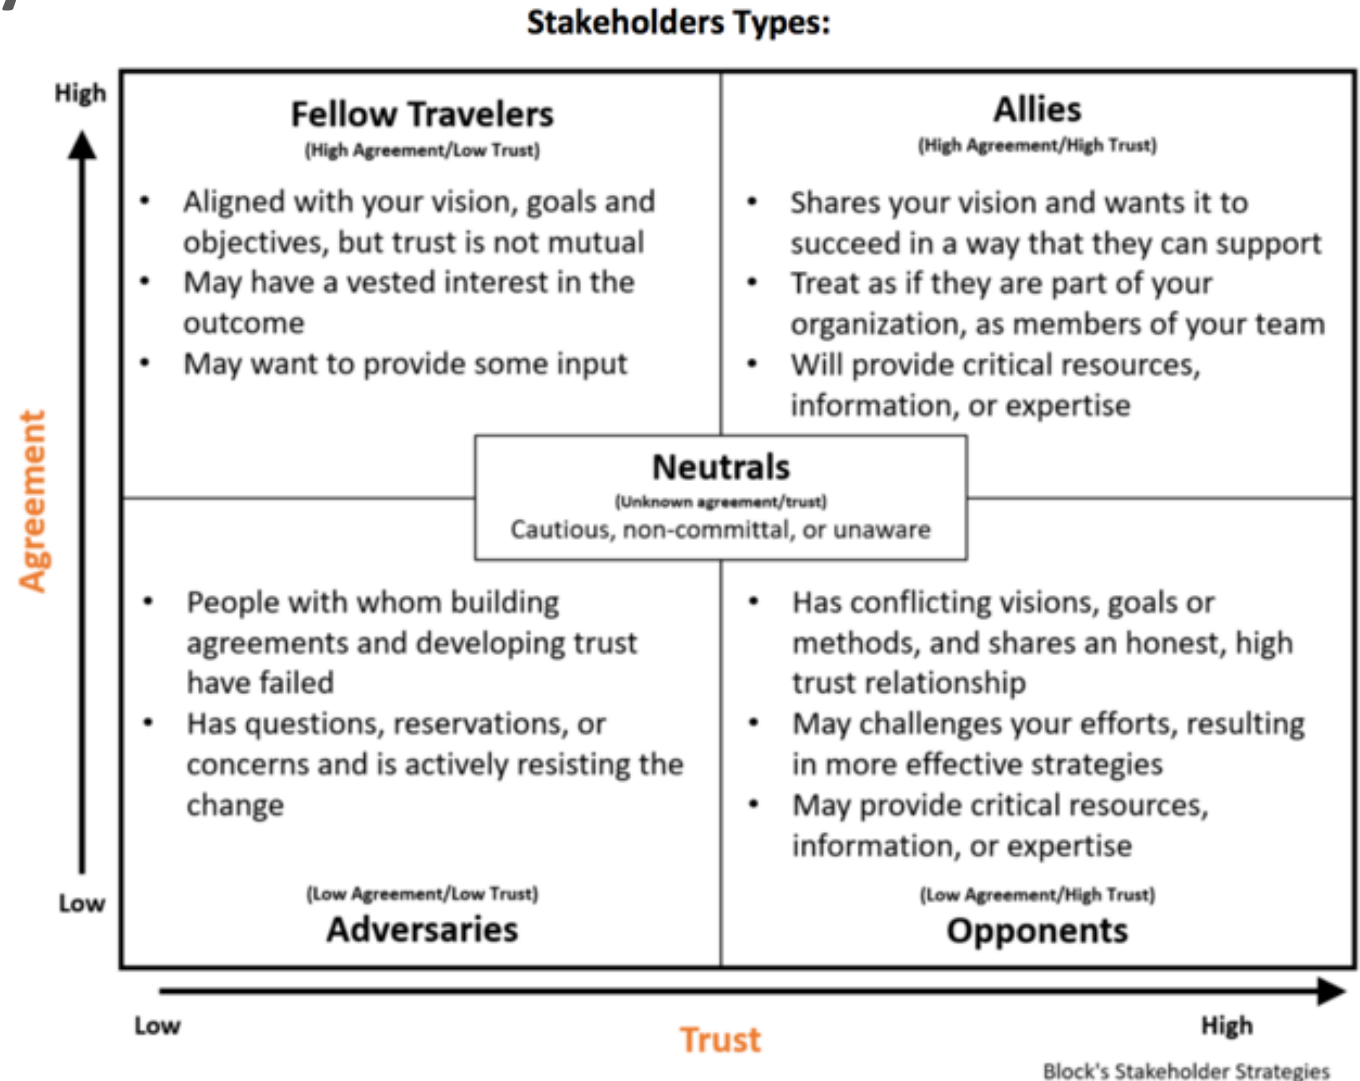 Stakeholders Types:
High
Fellow Travelers
(High Agreement/Low Trust)
• Aligned with your vision, goals and
objectives, but trust is not mutual
• May have a vested interest in the
outcome
• May want to provide some input
Allies
(High Agreement/High Trust)
• Shares your vision and wants it to
succeed in a way that they can support
• Treat as if they are part of your
organization, as members of your team
• Will provide critical resources,
information, or expertise
Agreement
Neutrals
(Unknown agreement/trust)
Cautious, non-committal, or unaware
• People with whom building
agreements and developing trust
have failed
• Has questions, reservations, or
concerns and is actively resisting the
change
(Low Agreement/Low Trust)
Adversaries
• Has conflicting visions, goals or
methods, and shares an honest, high
trust relationship
• May challenges your efforts, resulting
in more effective strategies
• May provide critical resources,
information, or expertise
(Low Agreement/High Trust)
Opponents
Low
Low
Trust
High
Block's Stakeholder Strategies